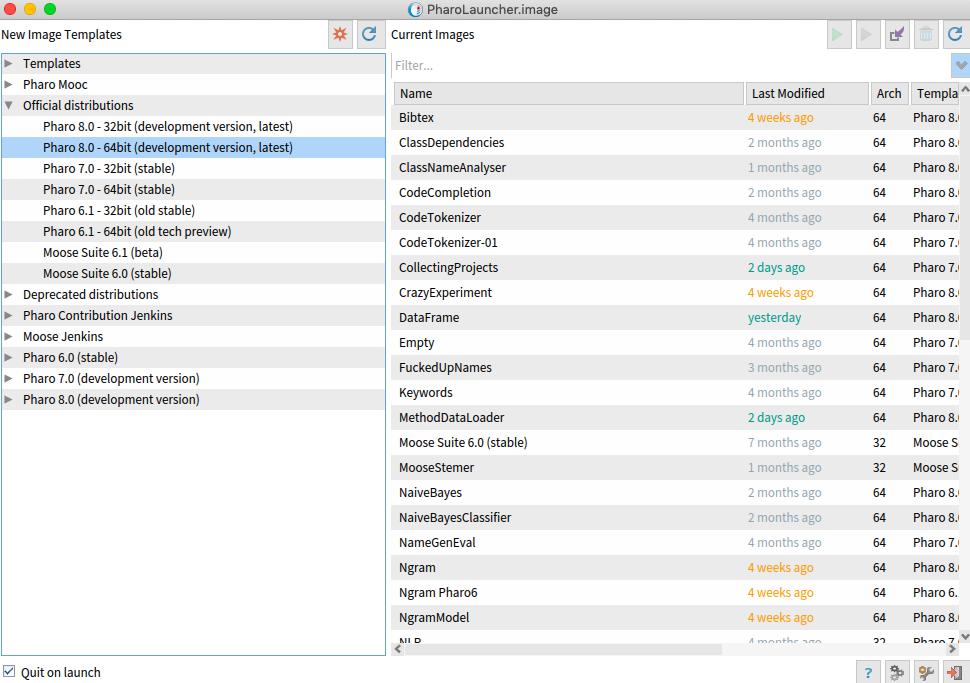 PharoLauncher.image
New Image Templates
Templates
Pharo Mooc
Official distributions
Pharo 8.0 - 32bit (development version, latest)
Pharo 8.0 - 64bit (development version, latest)
Pharo 7.0 - 32bit (stable)
Pharo 7.0 - 64bit (stable)
Pharo 6.1 - 32bit (old stable)
Pharo 6.1 - 64bit (old tech preview)
Moose Suite 6.1 (beta)
Moose Suite 6.0 (stable)
Deprecated distributions
Pharo Contribution Jenkins
Moose Jenkins
Pharo 6.0 (stable)
Pharo 7.0 (development version)
Pharo 8.0 (development version)
Quit on launch
Current Images
Filter...
Name Last Modified Arch Templa
Bibtex 4 weeks ago 64 Pharo 8.
ClassDependencies 2 months ago 64 Pharo 8.
ClassNameAnalyser 1 months ago 64 Pharo 7.
CodeCompletion 2 months ago 64 Pharo 8.
CodeTokenizer 4 months ago 64 Pharo 7.
CodeTokenizer-01 4 months ago 64 Pharo 7.
CollectingProjects 2 days ago 64 Pharo 7.
CrazyExperiment 4 weeks ago 64 Pharo 8.
DataFrame yesterday 64 Pharo 8.
Empty 4 months ago 64 Pharo 7.
FuckedUpNames 3 months ago 64 Pharo 7.
Keywords 4 months ago 64 Pharo 7.
MethodDataLoader 2 days ago 64 Pharo 8.
Moose Suite 6.0 (stable) 7 months ago 32 Moose S
MooseStemer 1 months ago 32 Moose S
NaiveBayes 2 months ago 64 Pharo 8.
NaiveBayesClassifier 2 months ago 64 Pharo 8.
NameGenEval 4 months ago 64 Pharo 7.
Ngram 4 weeks ago 64 Pharo 8.
Ngram Pharo6 4 weeks ago 64 Pharo 6.
NgramModel 4 weeks ago 64 Pharo 8.
NLP 4 months ago 32 Pharo 7.
?